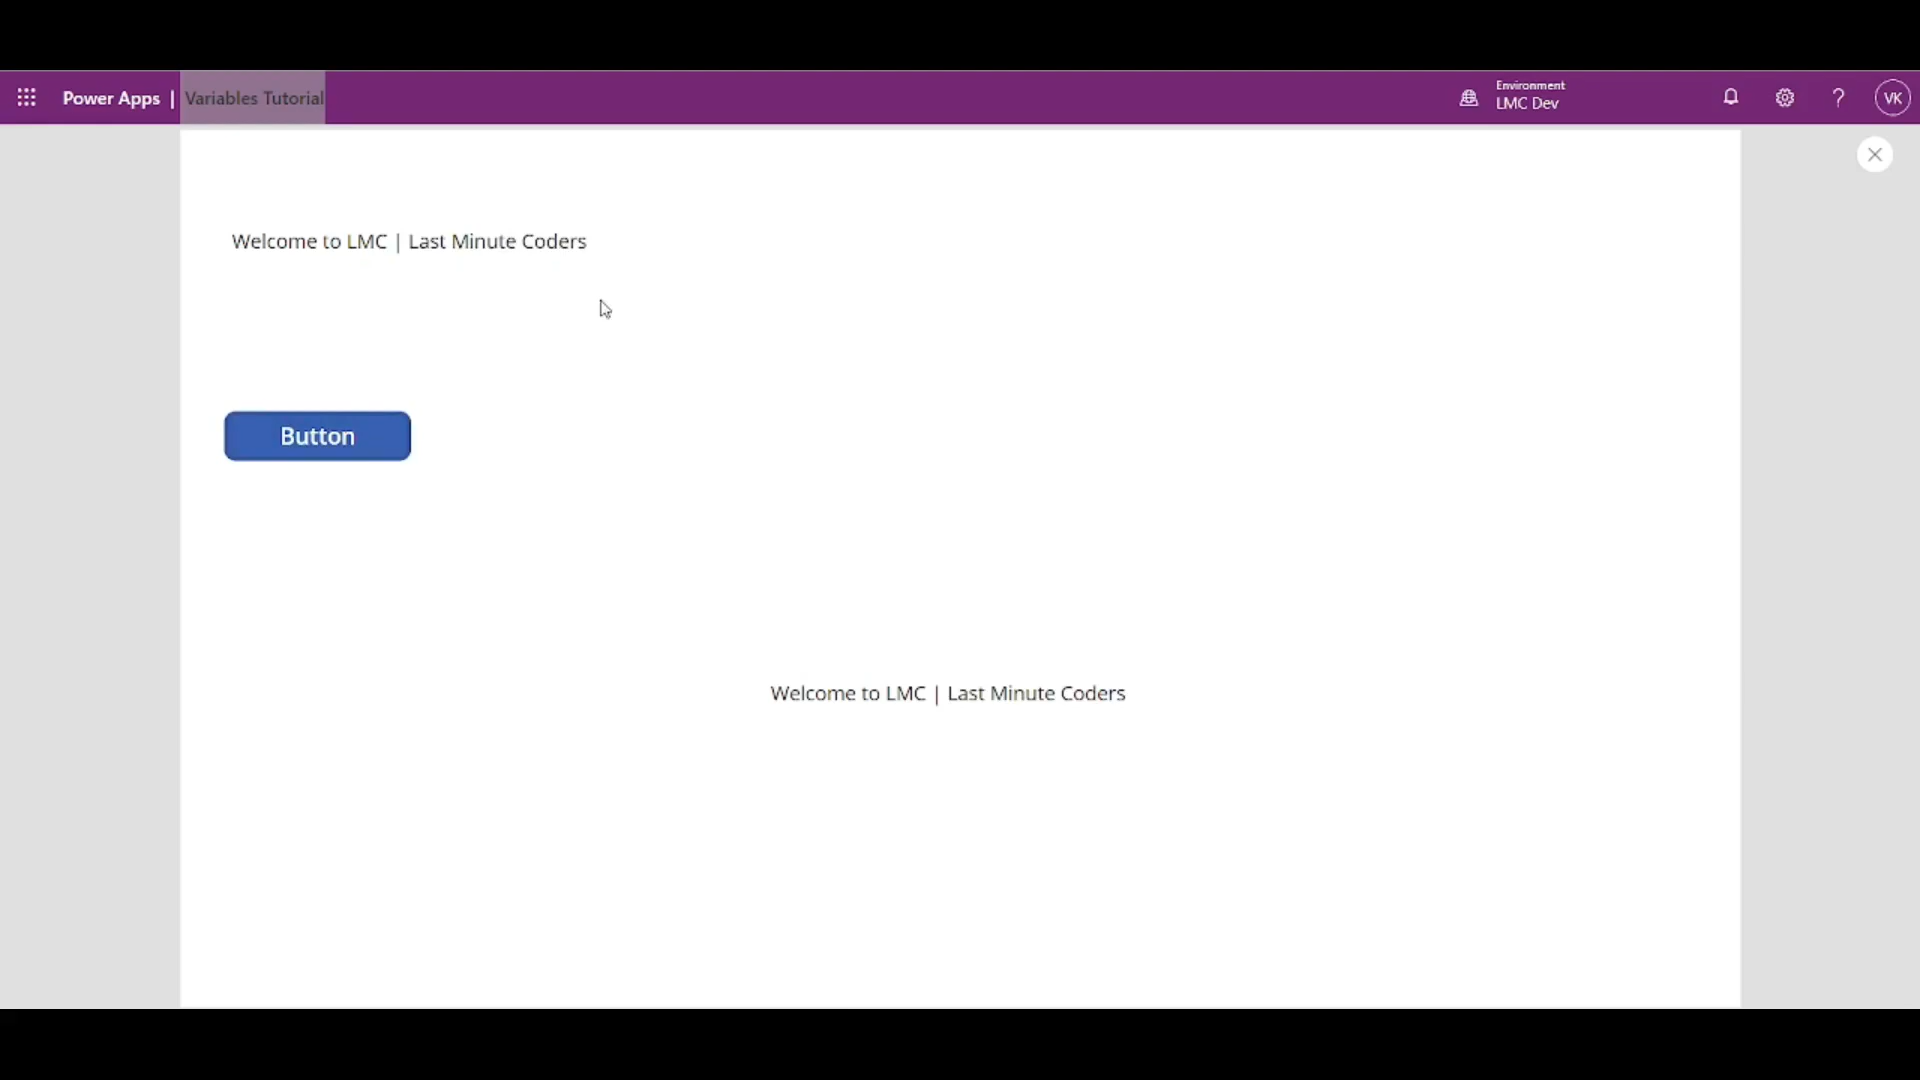 Power Apps | Variables Tutorial
Environment
LMC Dev
?
VK
Welcome to LMC | Last Minute Coders
Button
Welcome to LMC | Last Minute Coders